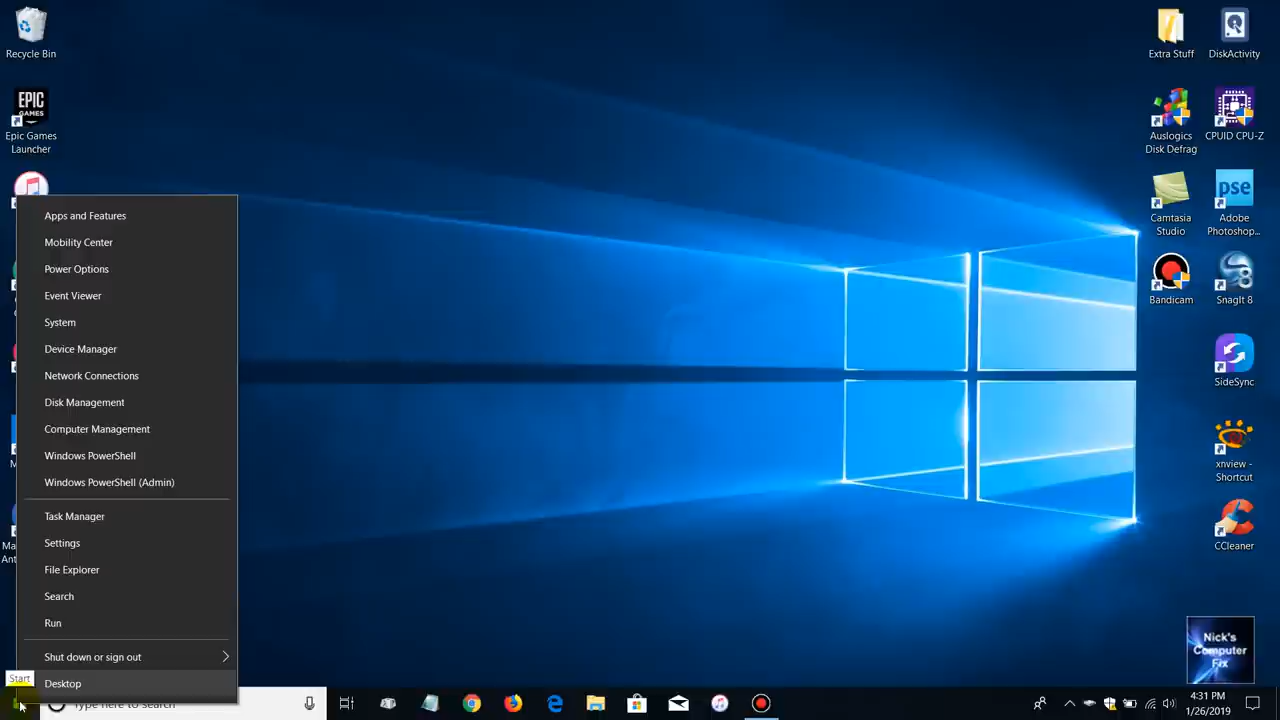 Recycle Bin
EPIC
GAMES
Epic Games
Launcher
Apps and Features
Mobility Center
Power Options
Event Viewer
System
Device Manager
Network Connections
Disk Management
Computer Management
Windows PowerShell
Windows PowerShell (Admin)
Task Manager
Settings
File Explorer
Search
Run
Shut down or sign out
Desktop
Start
Type here to search
Extra Stuff
DiskActivity
Auslogics
Disk Defrag
CPUID CPU-Z
Camtasia
Studio
pse
Adobe
Photoshop...
Bandicam
SnagIt 8
SideSync
xnview -
Shortcut
CCleaner
Nick's
Computer
Fix
4:31 PM
1/26/2019